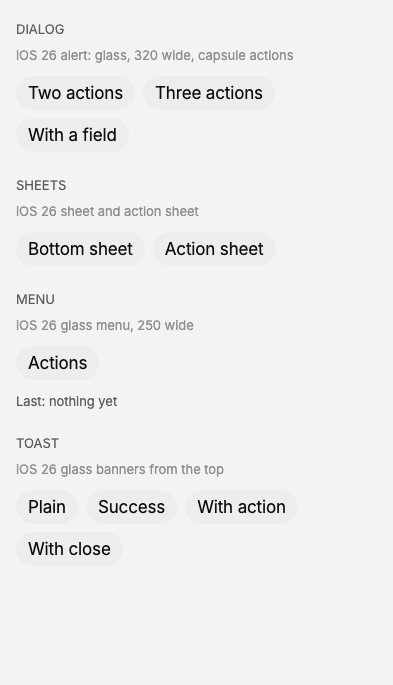 DIALOG
iOS 26 alert: glass, 320 wide, capsule actions
Two actions
Three actions
With a field
SHEETS
iOS 26 sheet and action sheet
Bottom sheet
Action sheet
MENU
iOS 26 glass menu, 250 wide
Actions
Last: nothing yet
TOAST
iOS 26 glass banners from the top
Plain
Success
With action
With close